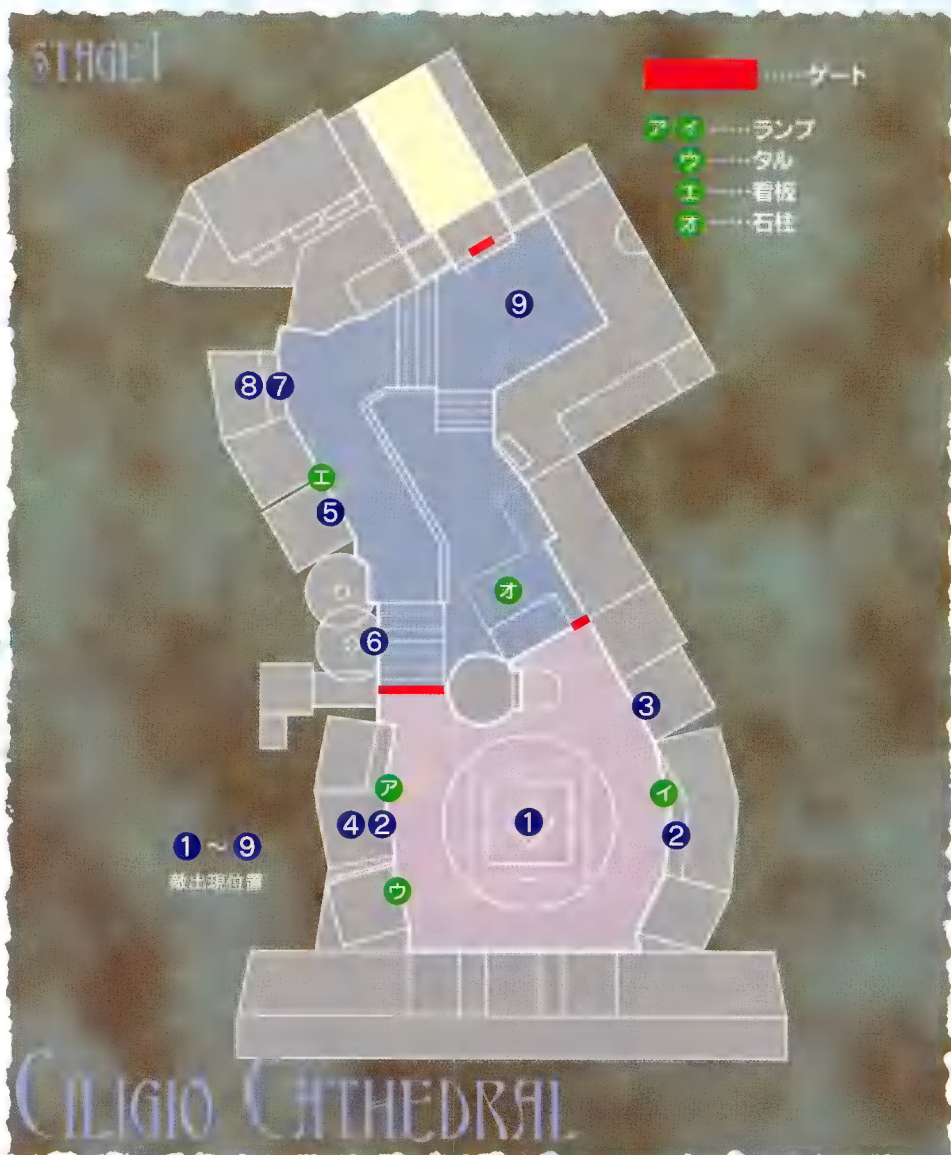 STAGE 1
……ゲート
ア イ ……ランプ
ウ ……タル
エ ……看板
オ ……石柱
9
8 7
エ
5
オ
6
3
ア イ
4 2 1 2
1 ~ 9
敵出現位置
ウ
CILIGIO CATHEDRAL